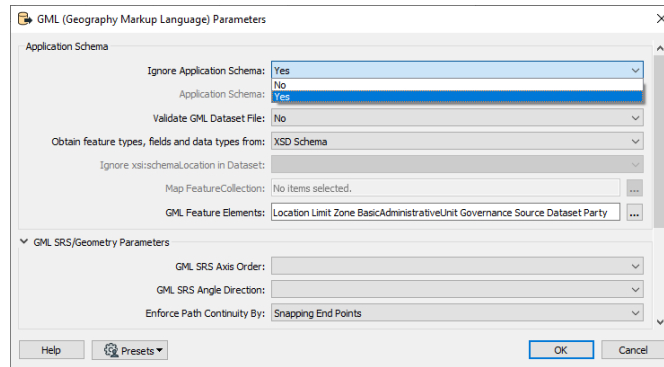 GML (Geography Markup Language) Parameters
Application Schema
Ignore Application Schema: Yes
No
Application Schema: Yes
Validate GML Dataset File: No
Obtain feature types, fields and data types from: XSD Schema
Ignore xsi:schemaLocation in Dataset:
Map FeatureCollection: No items selected. ...
GML Feature Elements: Location Limit Zone BasicAdministrativeUnit Governance Source Dataset Party ...
GML SRS/Geometry Parameters
GML SRS Axis Order:
GML SRS Angle Direction:
Enforce Path Continuity By: Snapping End Points
Help Presets OK Cancel